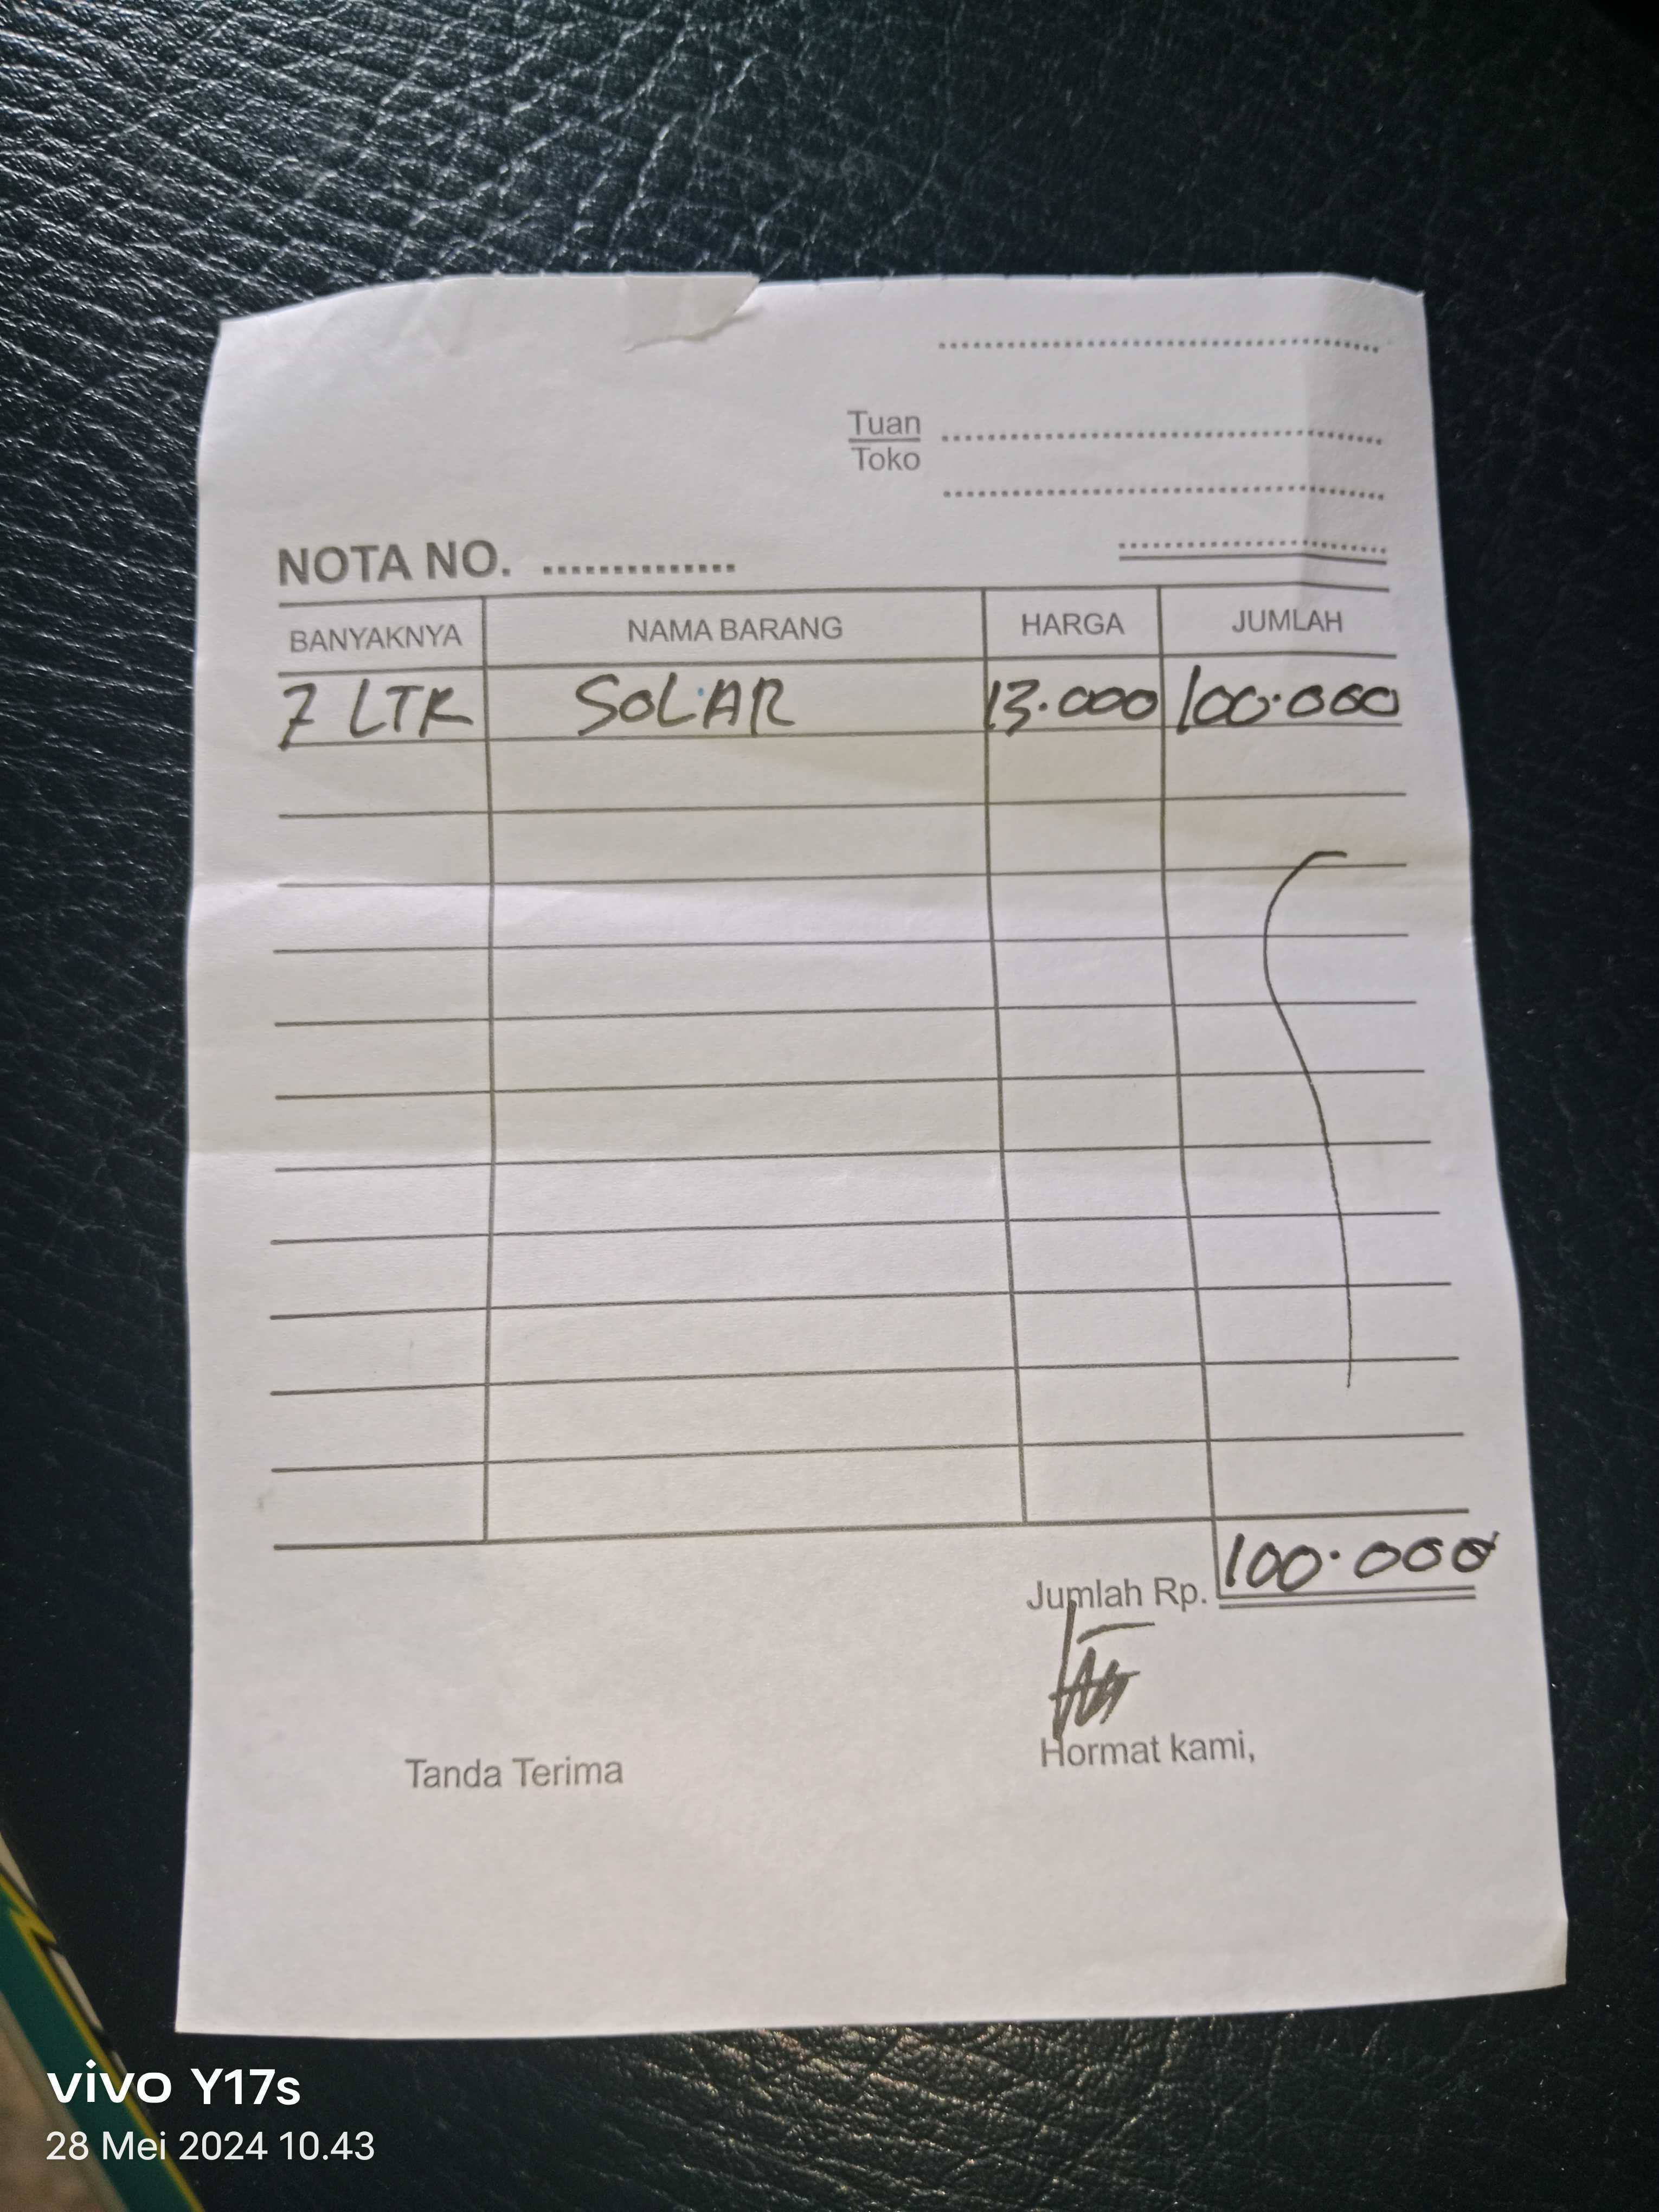 Tuan
Toko
NOTA NO. ..............
BANYAKNYA NAMA BARANG HARGA JUMLAH
7 LTR SOLAR 13.000 100.000
Jumlah Rp. 100.000
Tanda Terima Hormat kami,
vivo Y17s
28 Mei 2024 10.43